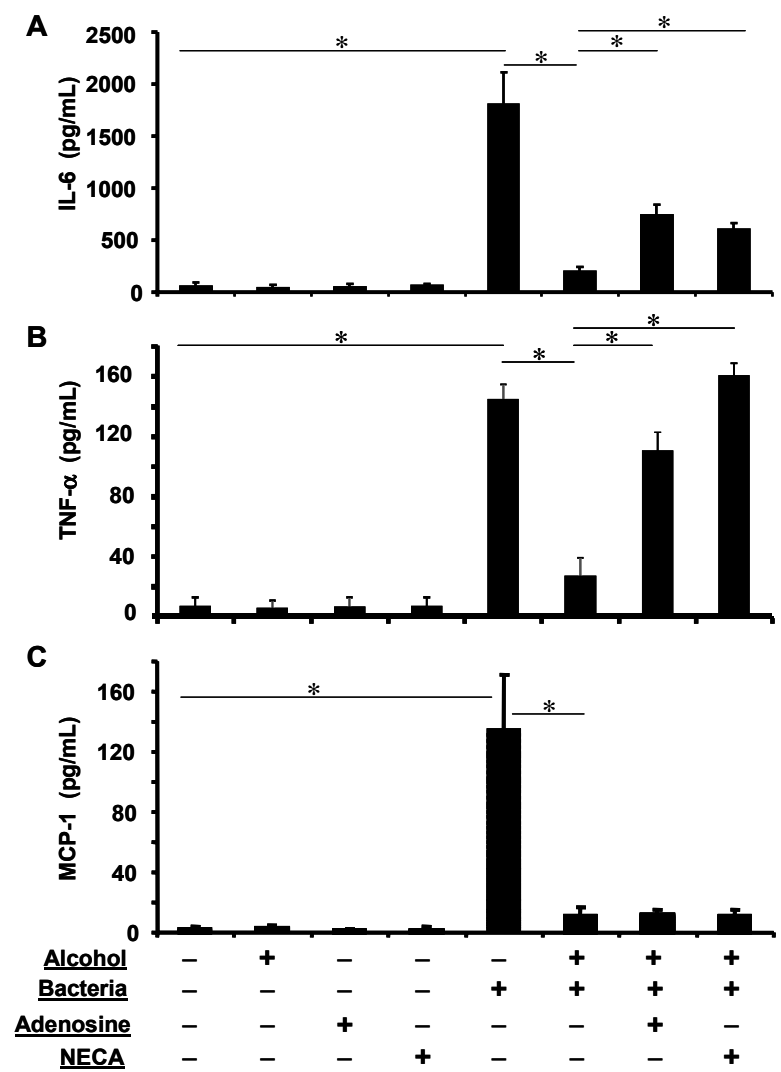 A
IL-6 (pg/mL)
2500
2000
1500
1000
500
0
* * * *
B
TNF-α (pg/mL)
160
120
80
40
0
* * * *
C
MCP-1 (pg/mL)
160
120
80
40
0
* *
Alcohol – + – – – + + +
Bacteria – – – – + + + +
Adenosine – – + – – – + –
NECA – – – + – – – +